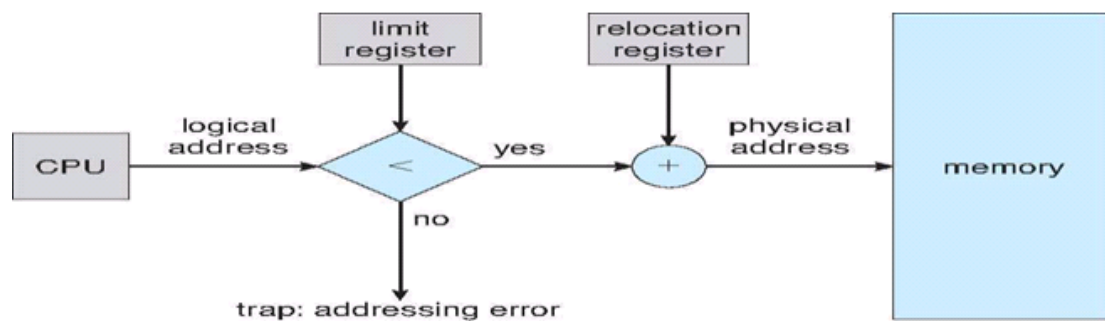 limit
register
relocation
register
logical
address
physical
address
CPU
<
yes
+
memory
no
trap: addressing error